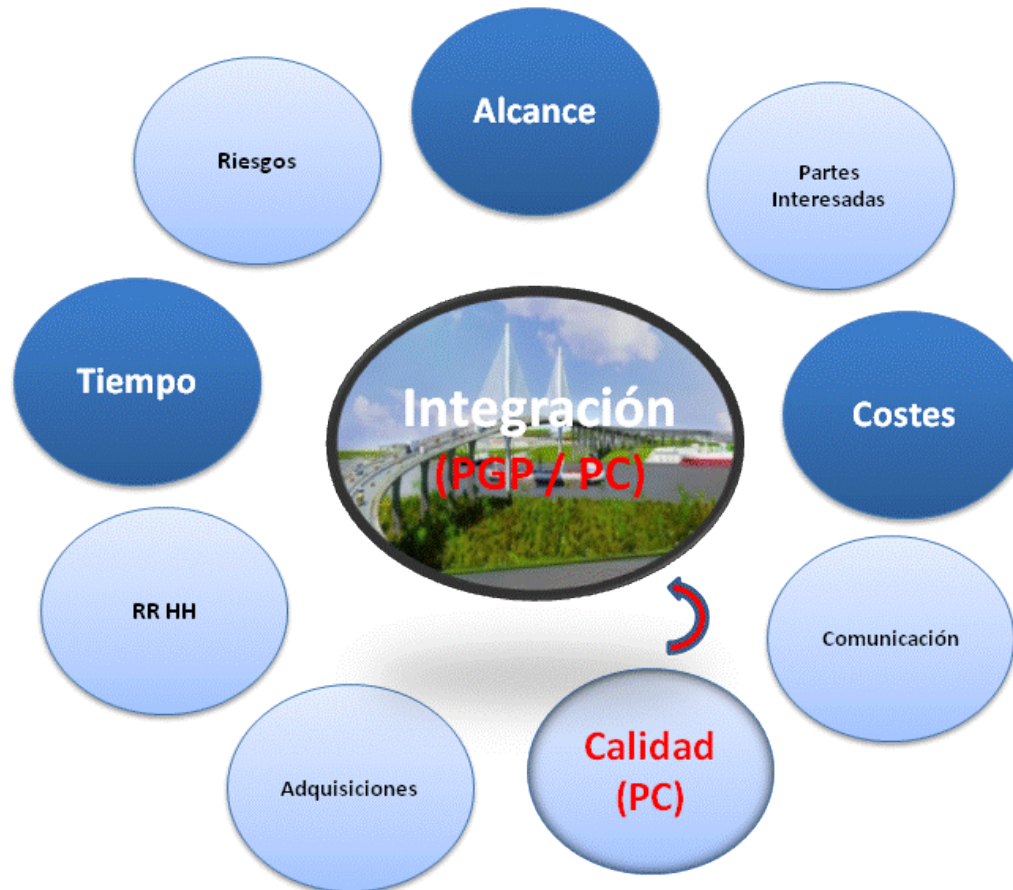 Alcance
Riesgos
Partes
Interesadas
Tiempo
Integración
(PGP / PC)
Costes
RR HH
Comunicación
Calidad
(PC)
Adquisiciones